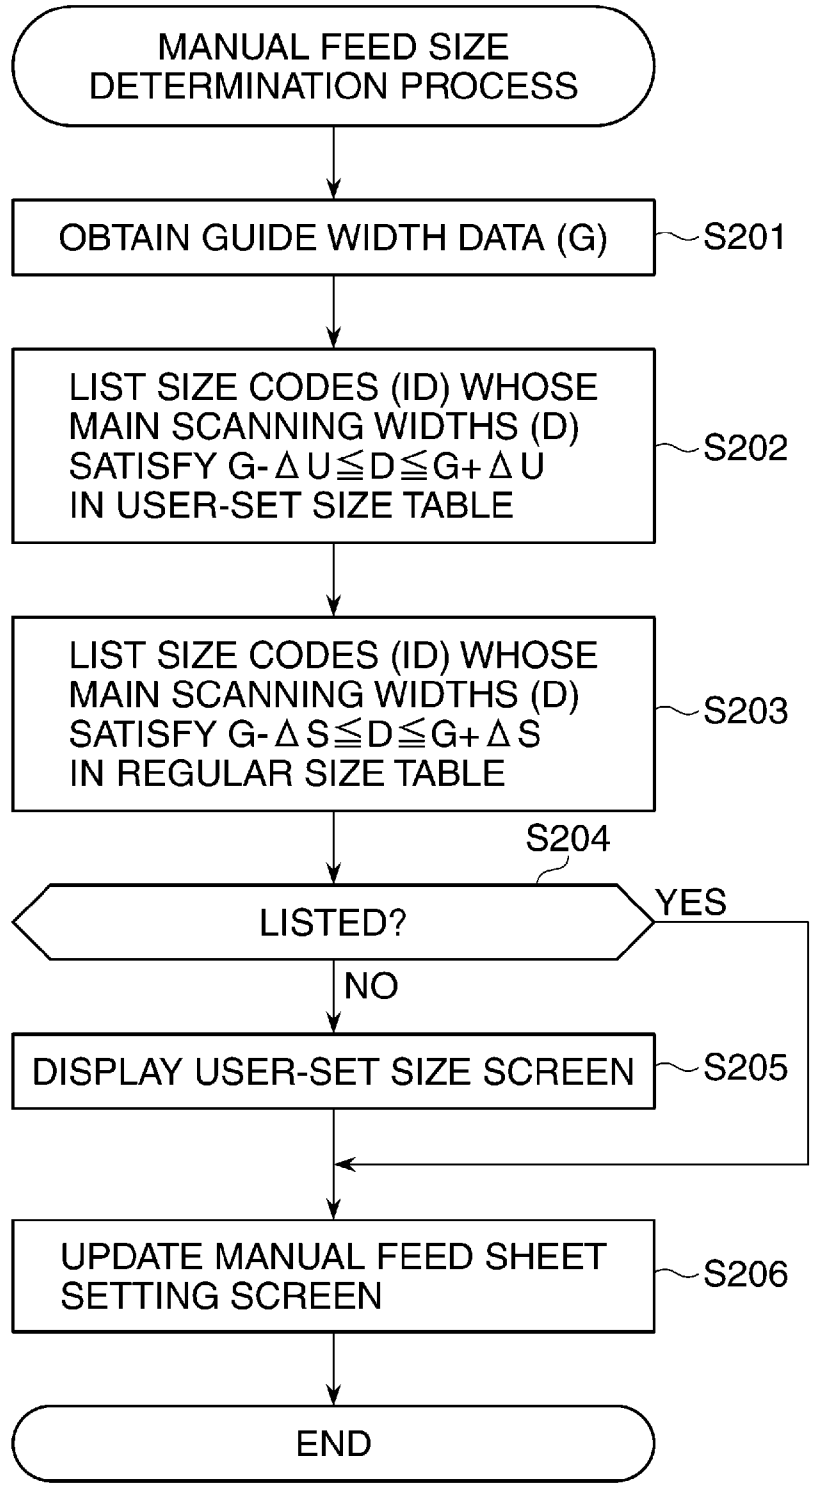 MANUAL FEED SIZE
DETERMINATION PROCESS
OBTAIN GUIDE WIDTH DATA (G)
S201
LIST SIZE CODES (ID) WHOSE
MAIN SCANNING WIDTHS (D)
SATISFY G-ΔU≦D≦G+ΔU
IN USER-SET SIZE TABLE
S202
LIST SIZE CODES (ID) WHOSE
MAIN SCANNING WIDTHS (D)
SATISFY G-ΔS≦D≦G+ΔS
IN REGULAR SIZE TABLE
S203
S204
LISTED?
YES
NO
DISPLAY USER-SET SIZE SCREEN
S205
UPDATE MANUAL FEED SHEET
SETTING SCREEN
S206
END